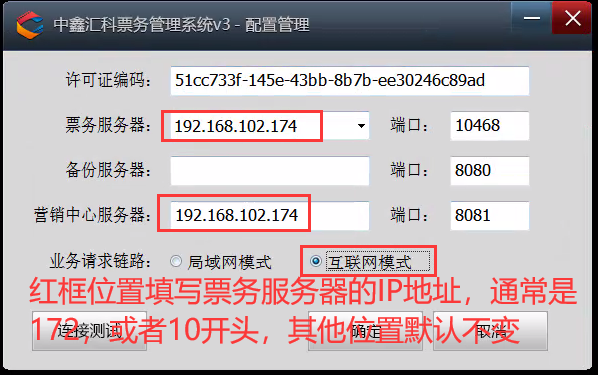 中鑫汇科票务管理系统v3 - 配置管理
许可证编码： 51cc733f-145e-43bb-8b7b-ee30246c89ad
票务服务器： 192.168.102.174 端口： 10468
备份服务器： 端口： 8080
营销中心服务器： 192.168.102.174 端口： 8081
业务请求链路： 局域网模式 互联网模式
红框位置填写票务服务器的IP地址，通常是
172，或者10开头，其他位置默认不变
连接测试 确定 取消